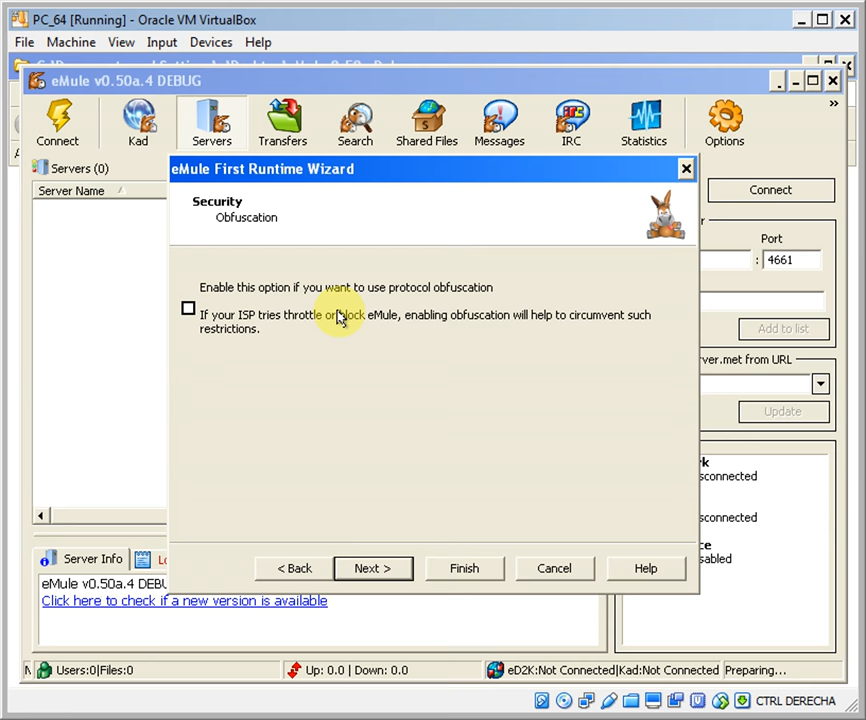 PC_64 [Running] - Oracle VM VirtualBox
File Machine View Input Devices Help
eMule v0.50a.4 DEBUG
Connect Kad Servers Transfers Search Shared Files Messages IRC Statistics Options
Servers (0)
Server Name
eMule First Runtime Wizard
Security
Obfuscation
Enable this option if you want to use protocol obfuscation
If your ISP tries throttle or block eMule, enabling obfuscation will help to circumvent such
restrictions.
< Back Next > Finish Cancel Help
Connect
Port
: 4661
Add to list
ver.met from URL
Update
rk
sconnected
sconnected
ce
sabled
Server Info
eMule v0.50a.4 DEBU
Click here to check if a new version is available
Users:0|Files:0 Up: 0.0 | Down: 0.0 eD2K:Not Connected|Kad:Not Connected Preparing...
CTRL DERECHA